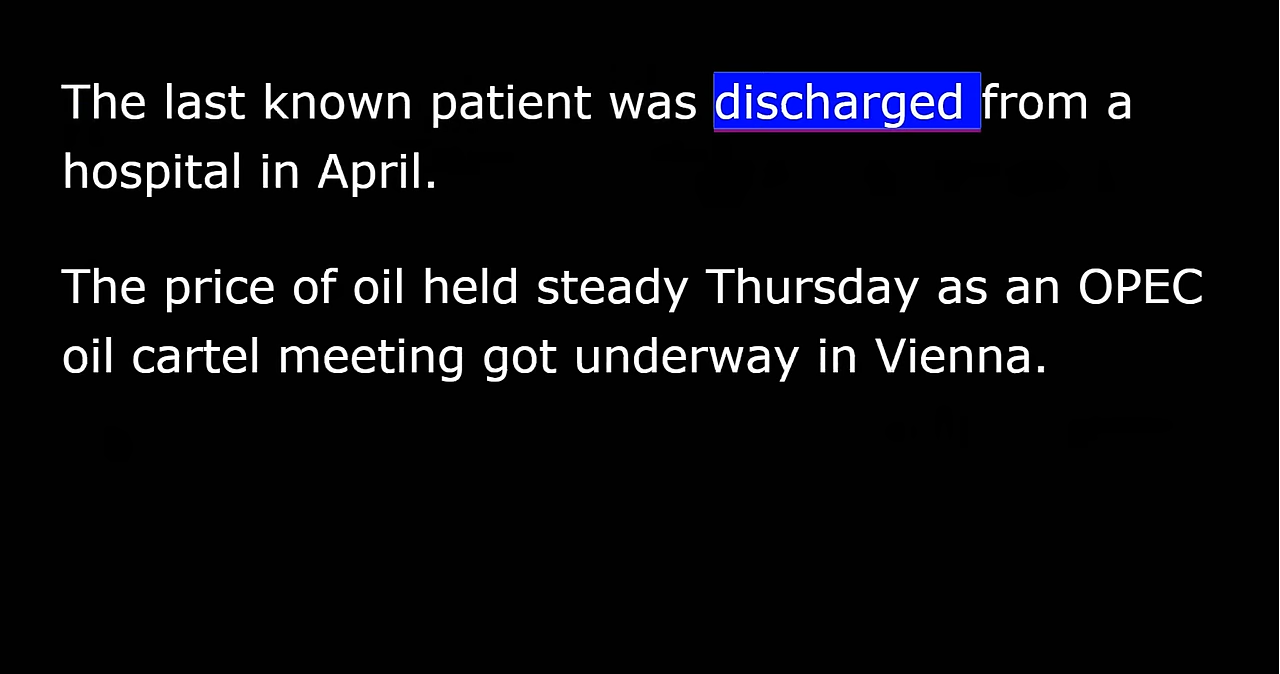 The last known patient was discharged from a
hospital in April.
The price of oil held steady Thursday as an OPEC
oil cartel meeting got underway in Vienna.